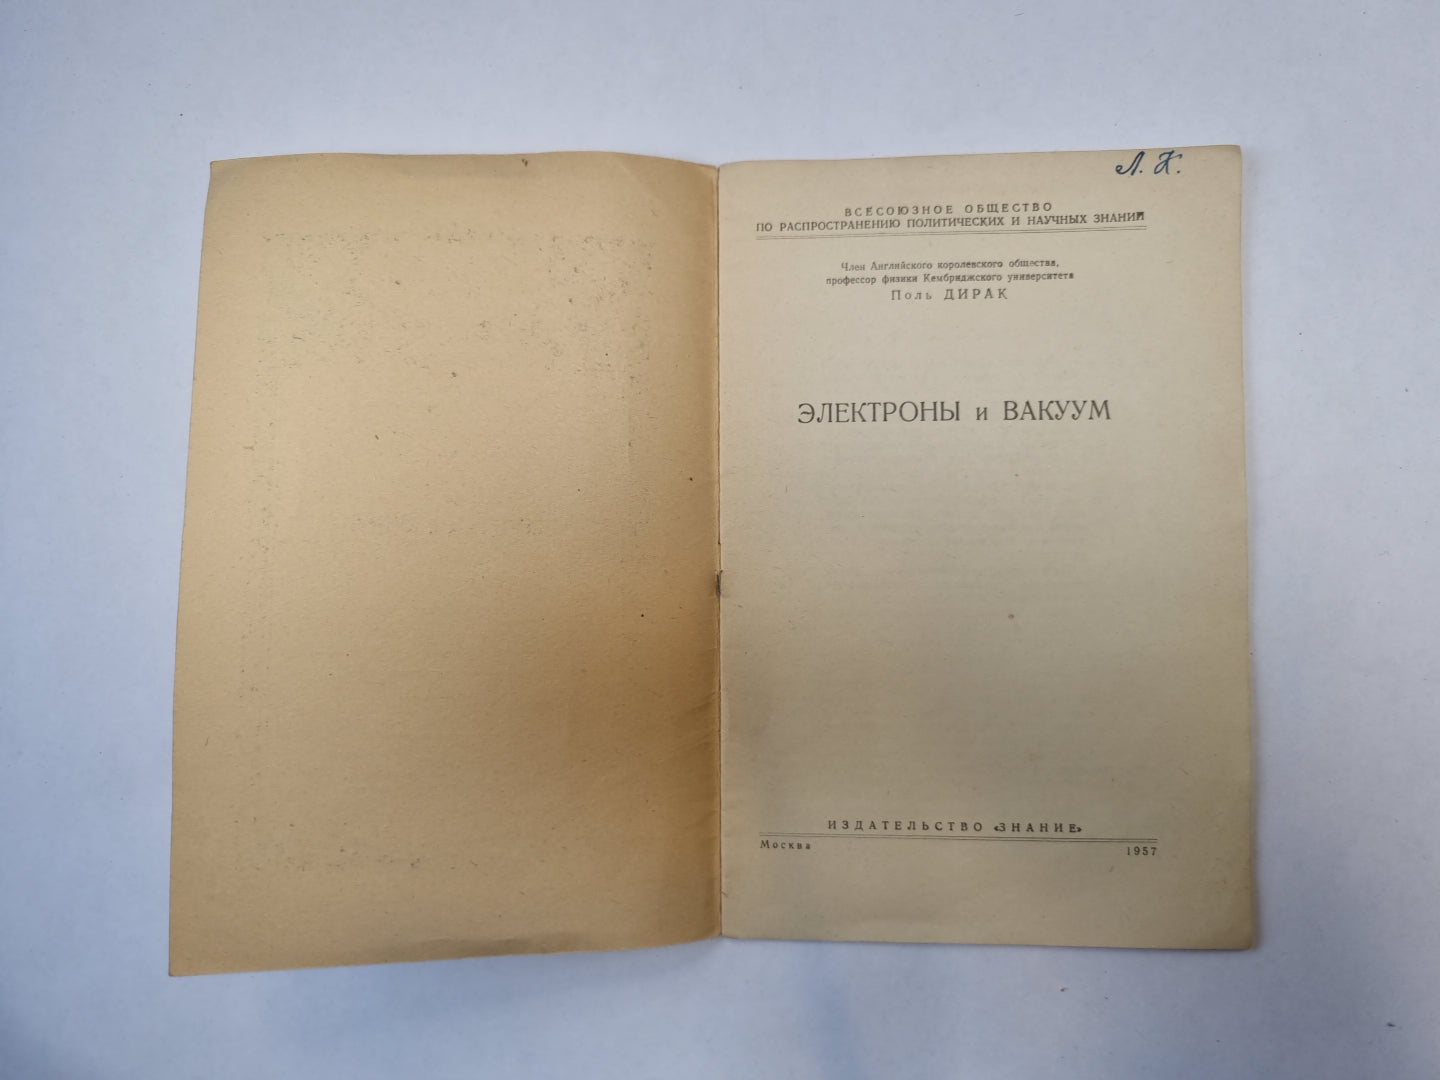 Л. К.
ВСЕСОЮЗНОЕ ОБЩЕСТВО
ПО РАСПРОСТРАНЕНИЮ ПОЛИТИЧЕСКИХ И НАУЧНЫХ ЗНАНИЙ
Член Английского королевского общества,
профессор физики Кембриджского университета
Поль ДИРАК
ЭЛЕКТРОНЫ и ВАКУУМ
ИЗДАТЕЛЬСТВО «ЗНАНИЕ»
Москва 1957